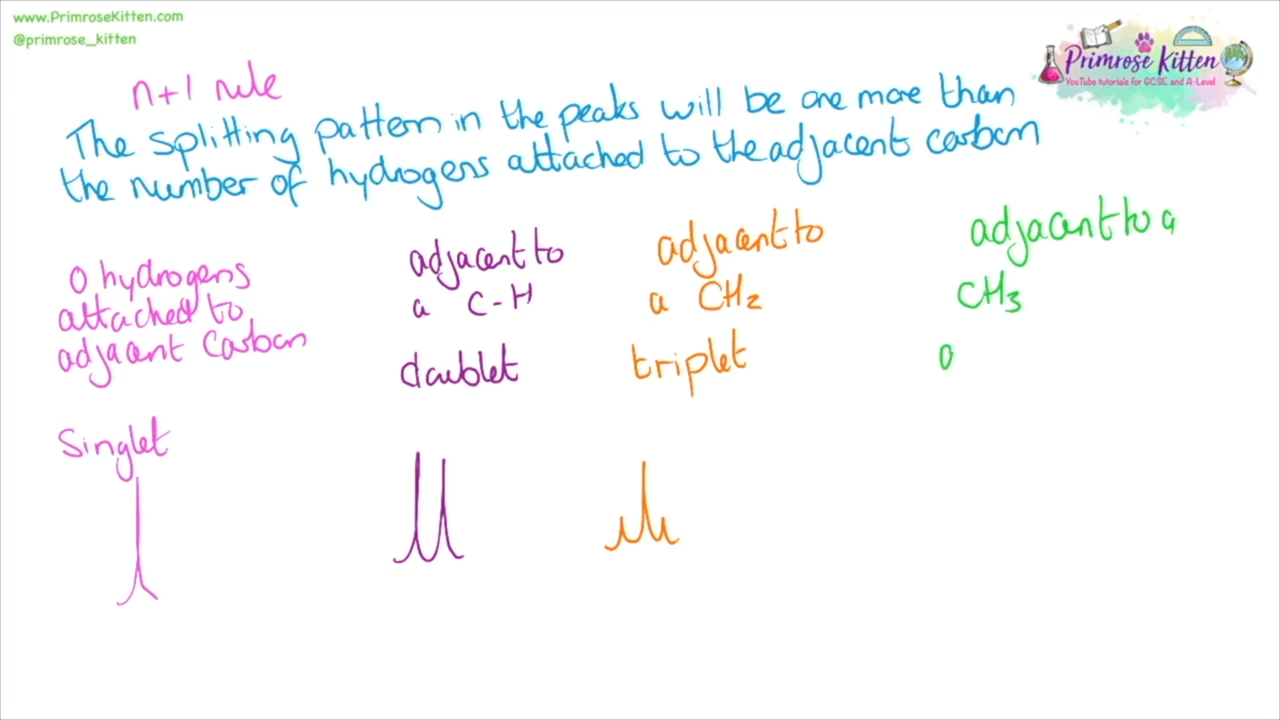 www.PrimroseKitten.com
@primrose_kitten
Primrose Kitten
YouTube tutorials for GCSE and A-Level
n+1 rule
The splitting pattern in the peaks will be one more than
the number of hydrogens attached to the adjacent carbon
0 hydrogens
attached to
adjacent Carbon
Singlet
adjacent to
a C-H
doublet
adjacent to
a CH2
triplet
adjacent to a
CH3